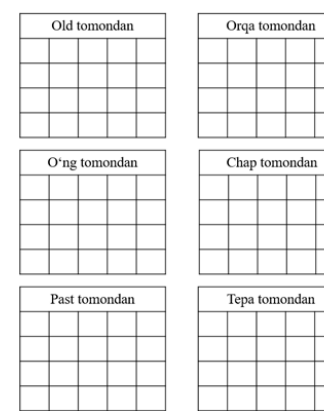 Old tomondan
Orqa tomondan
O‘ng tomondan
Chap tomondan
Past tomondan
Tepa tomondan